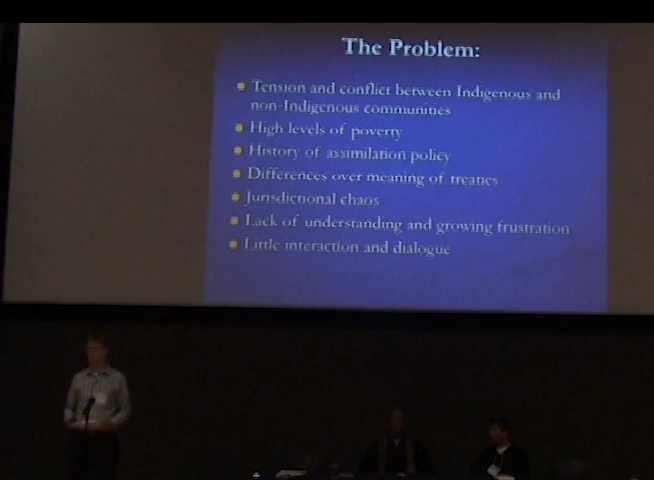 The Problem:
Tension and conflict between Indigenous and
non-Indigenous communities
High levels of poverty
History of assimilation policy
Differences over meaning of treaties
Jurisdictional chaos
Lack of understanding and growing frustration
Little interaction and dialogue